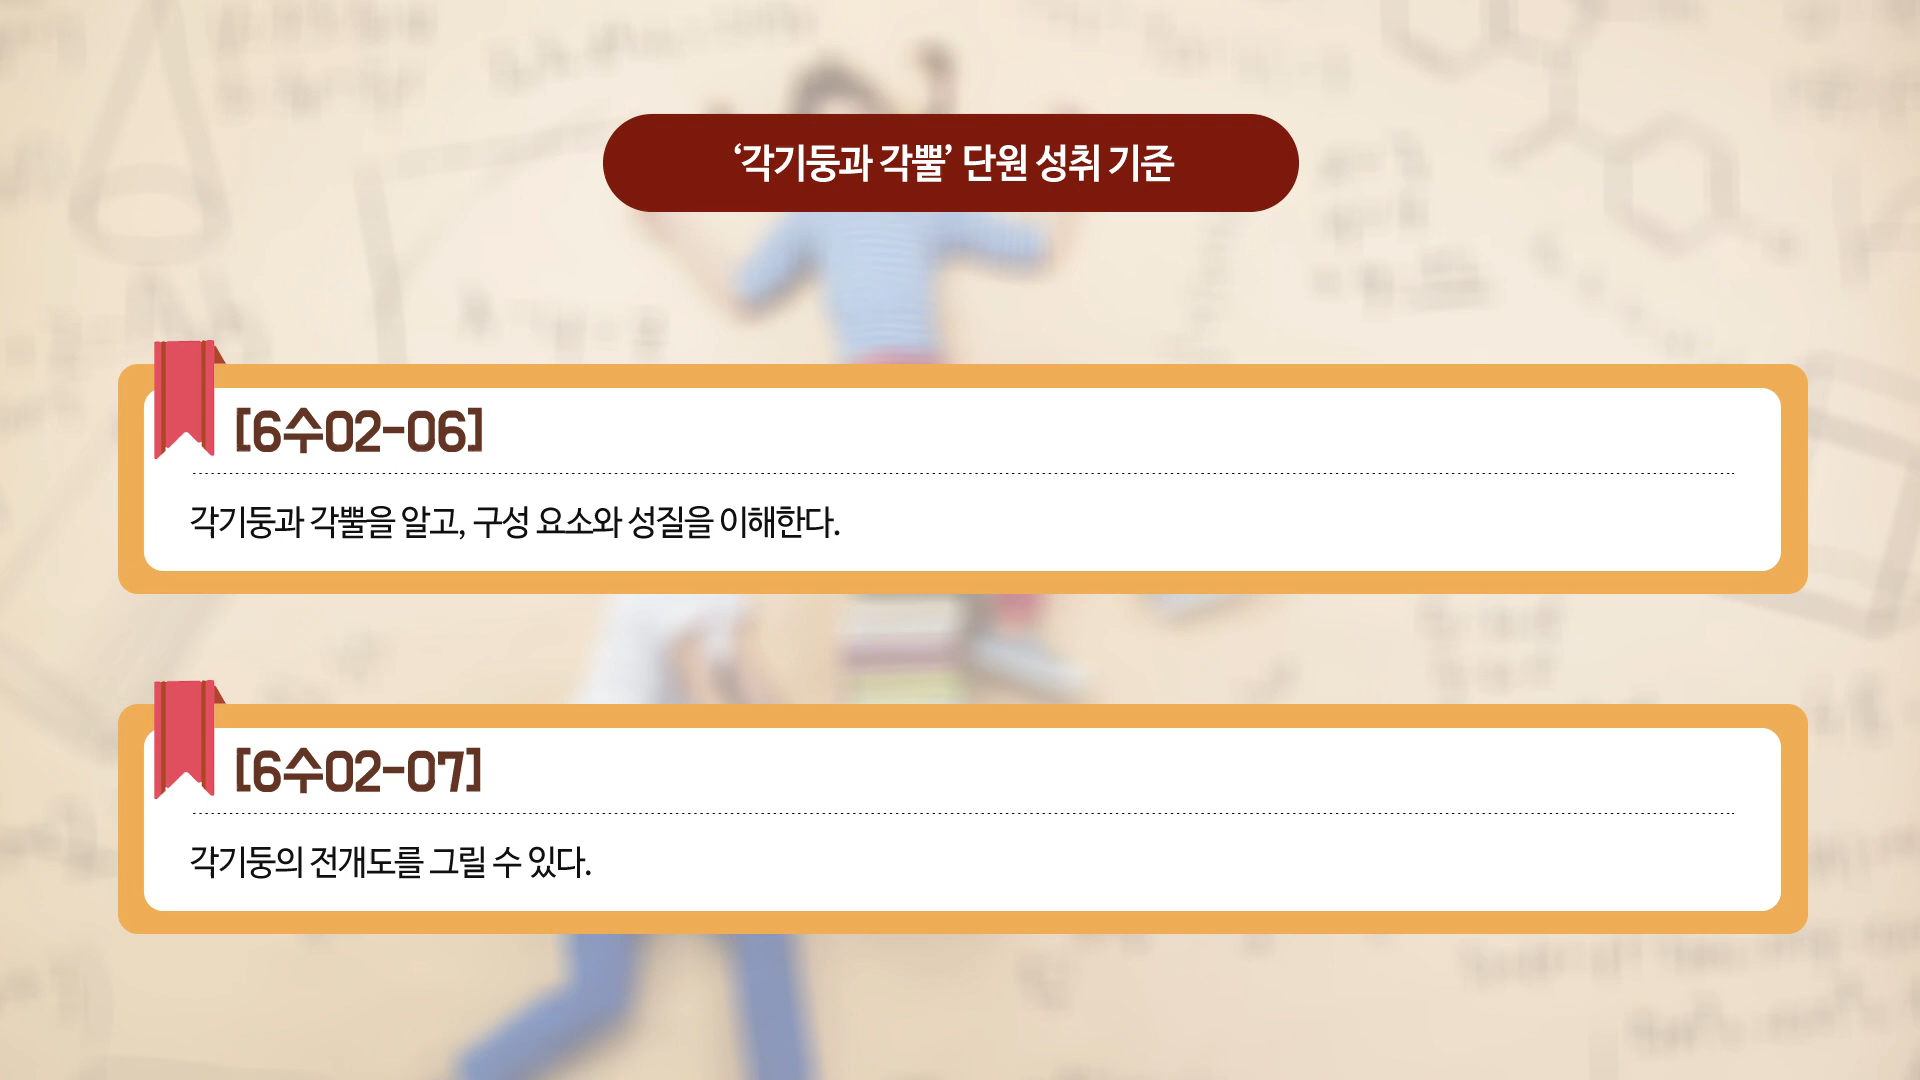 ‘각기둥과 각뿔’ 단원 성취 기준
[6수02-06]
각기둥과 각뿔을 알고, 구성 요소와 성질을 이해한다.
[6수02-07]
각기둥의 전개도를 그릴 수 있다.